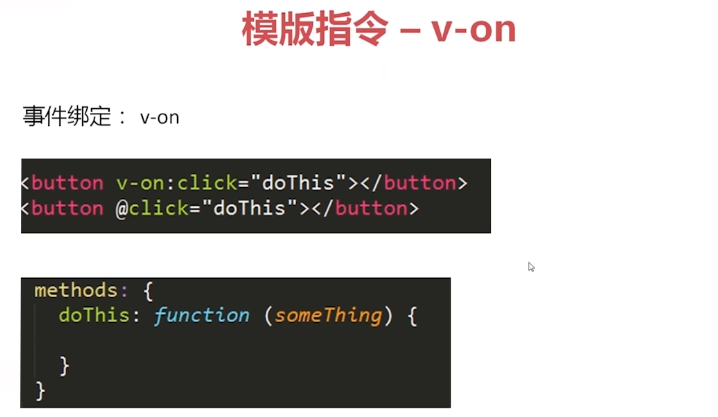 模版指令 – v-on
事件绑定： v-on
<button v-on:click="doThis"></button>
<button @click="doThis"></button>
methods: {
doThis: function (someThing) {
}
}